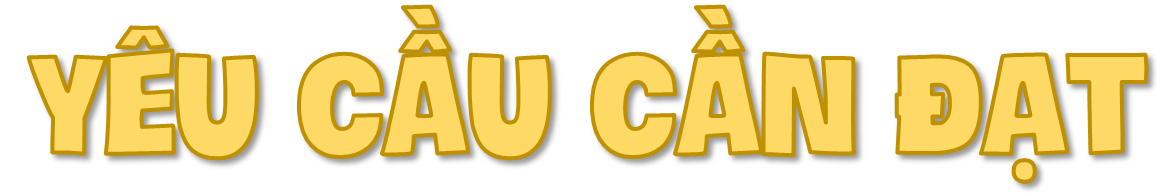 YÊU CẦU CẦN ĐẠT